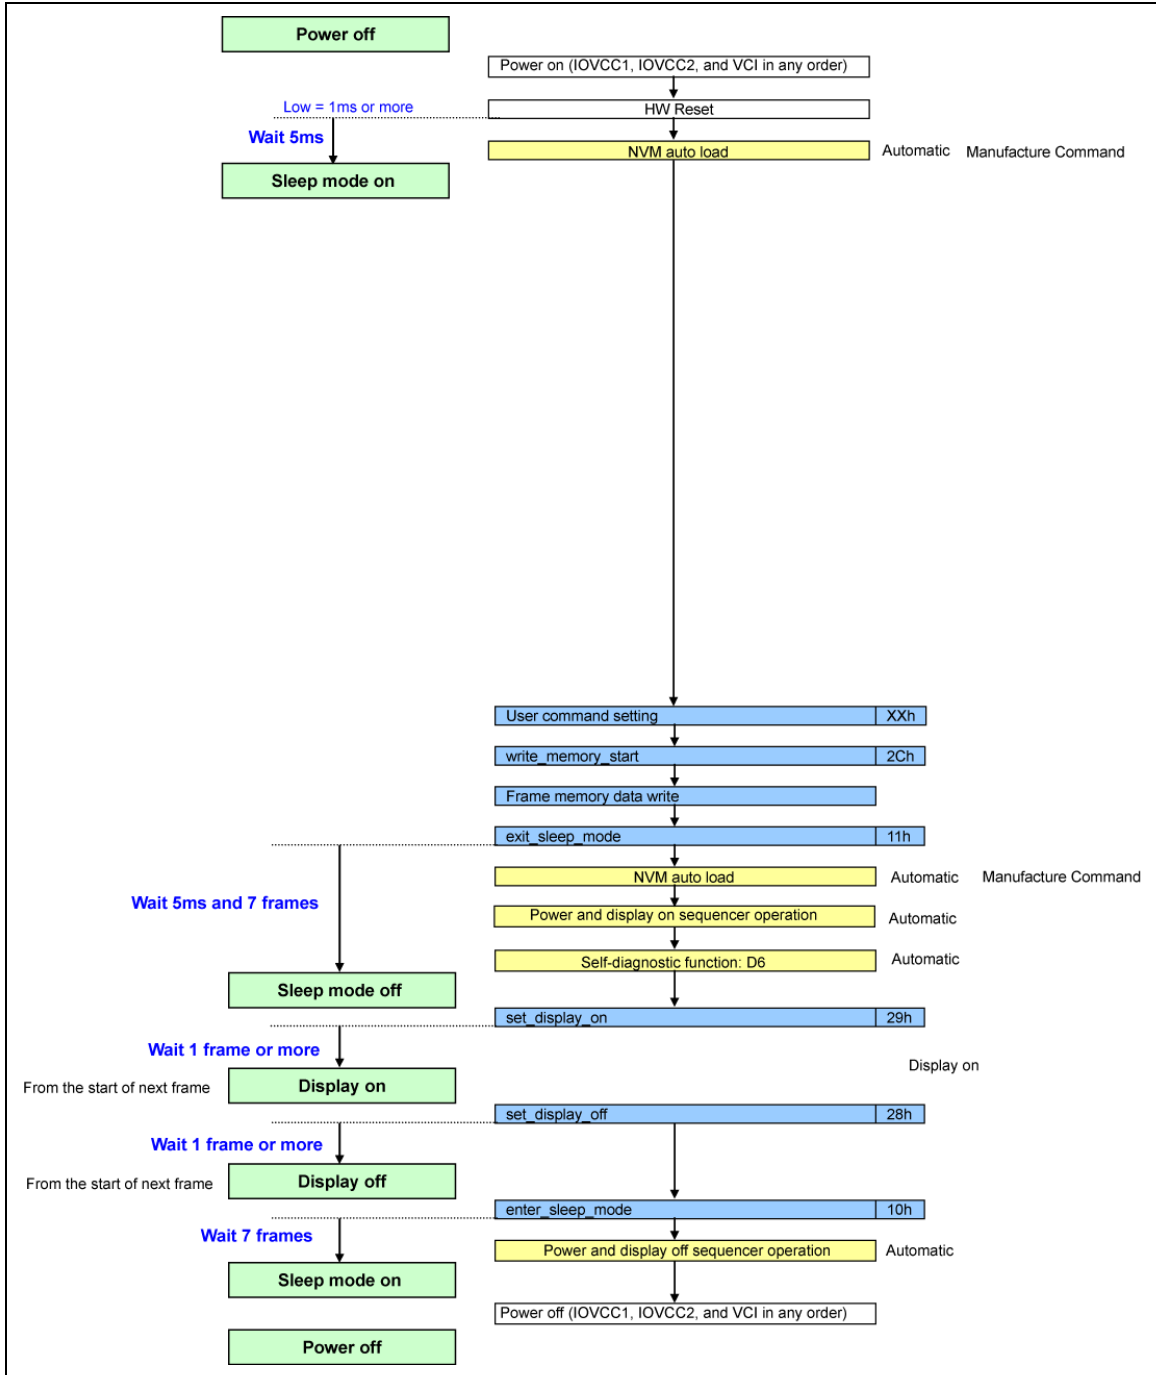 Power off
Power on (IOVCC1, IOVCC2, and VCI in any order)
Low = 1ms or more
HW Reset
Wait 5ms
NVM auto load Automatic Manufacture Command
Sleep mode on
User command setting XXh
write_memory_start 2Ch
Frame memory data write
exit_sleep_mode 11h
NVM auto load Automatic Manufacture Command
Wait 5ms and 7 frames
Power and display on sequencer operation Automatic
Self-diagnostic function: D6 Automatic
Sleep mode off
set_display_on 29h
Wait 1 frame or more
Display on
From the start of next frame Display on
set_display_off 28h
Wait 1 frame or more
From the start of next frame Display off
enter_sleep_mode 10h
Wait 7 frames
Power and display off sequencer operation Automatic
Sleep mode on
Power off (IOVCC1, IOVCC2, and VCI in any order)
Power off